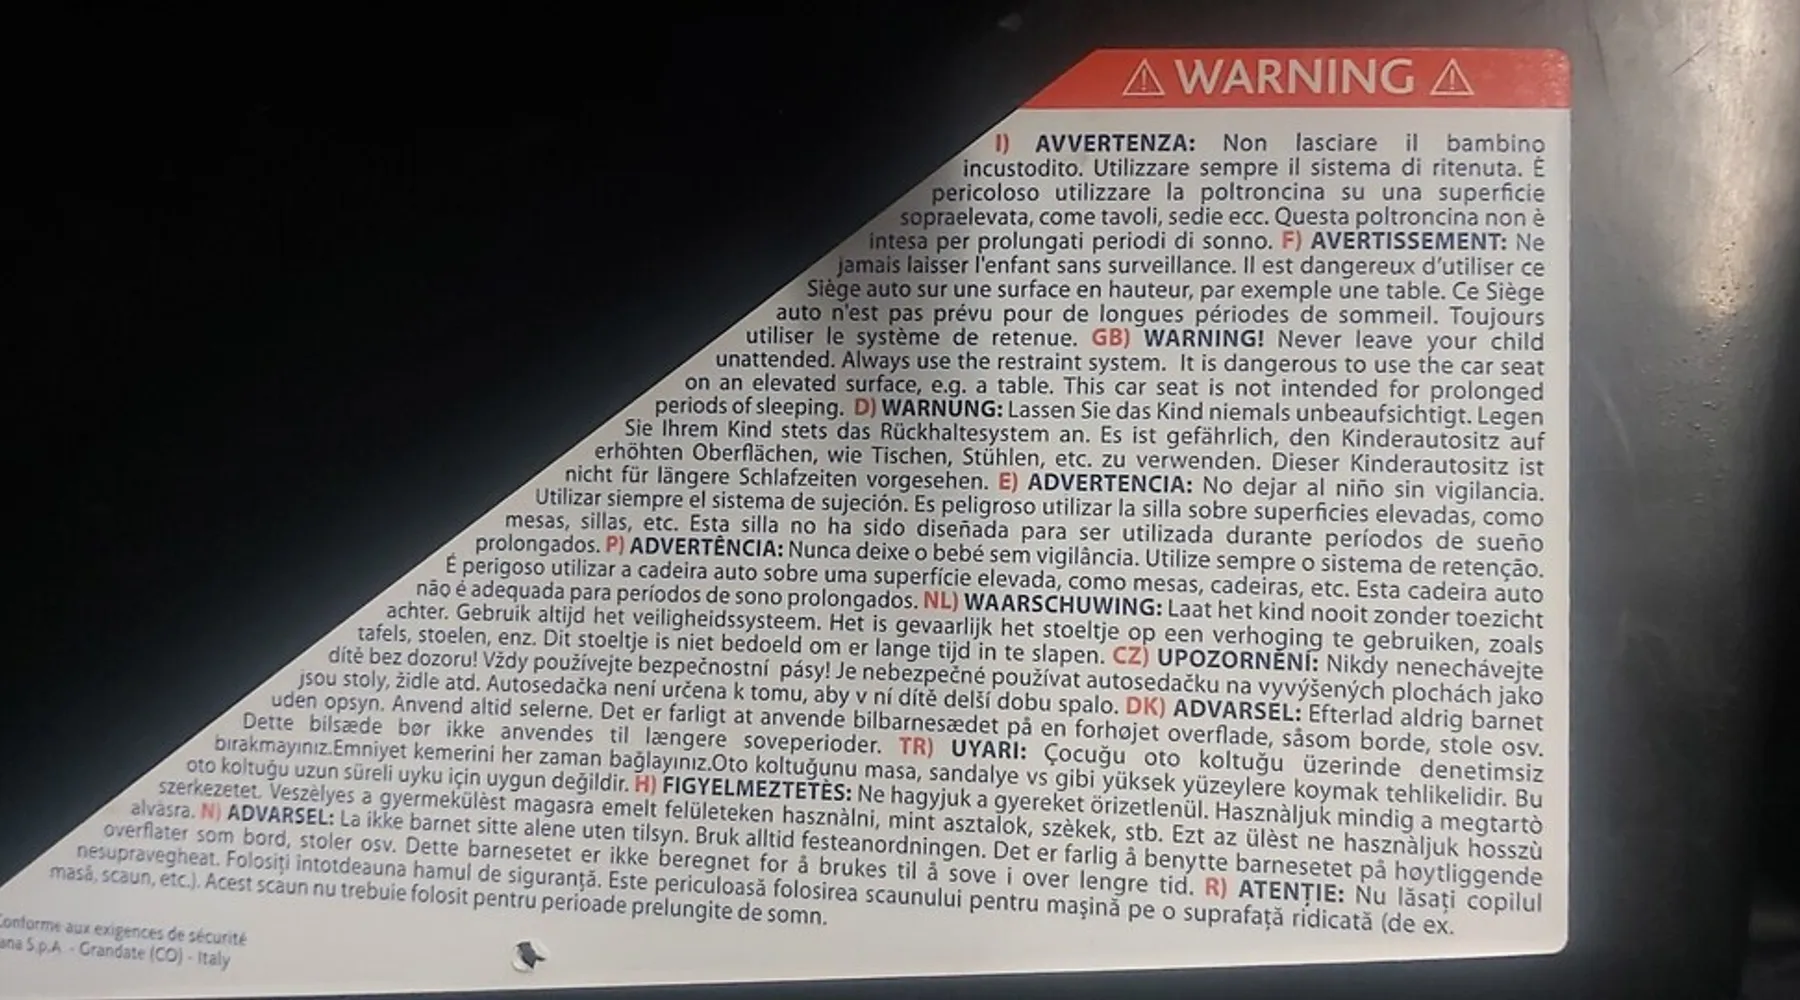 ⚠ WARNING ⚠
I) AVVERTENZA: Non lasciare il bambino
incustodito. Utilizzare sempre il sistema di ritenuta. É
pericoloso utilizzare la poltroncina su una superficie
sopraelevata, come tavoli, sedie ecc. Questa poltroncina non è
intesa per prolungati periodi di sonno. F) AVERTISSEMENT: Ne
jamais laisser l'enfant sans surveillance. Il est dangereux d'utiliser ce
Siège auto sur une surface en hauteur, par exemple une table. Ce Siège
auto n'est pas prévu pour de longues périodes de sommeil. Toujours
utiliser le système de retenue. GB) WARNING! Never leave your child
unattended. Always use the restraint system. It is dangerous to use the car seat
on an elevated surface, e.g. a table. This car seat is not intended for prolonged
periods of sleeping. D) WARNUNG: Lassen Sie das Kind niemals unbeaufsichtigt. Legen
Sie Ihrem Kind stets das Rückhaltesystem an. Es ist gefährlich, den Kinderautositz auf
erhöhten Oberflächen, wie Tischen, Stühlen, etc. zu verwenden. Dieser Kinderautositz ist
nicht für längere Schlafzeiten vorgesehen. E) ADVERTENCIA: No dejar al niño sin vigilancia.
Utilizar siempre el sistema de sujeción. Es peligroso utilizar la silla sobre superficies elevadas, como
mesas, sillas, etc. Esta silla no ha sido diseñada para ser utilizada durante períodos de sueño
prolongados. P) ADVERTÊNCIA: Nunca deixe o bebé sem vigilância. Utilize sempre o sistema de retenção.
É perigoso utilizar a cadeira auto sobre uma superfície elevada, como mesas, cadeiras, etc. Esta cadeira auto
não é adequada para períodos de sono prolongados. NL) WAARSCHUWING: Laat het kind nooit zonder toezicht
achter. Gebruik altijd het veiligheidssysteem. Het is gevaarlijk het stoeltje op een verhoging te gebruiken, zoals
tafels, stoelen, enz. Dit stoeltje is niet bedoeld om er lange tijd in te slapen. CZ) UPOZORNĚNÍ: Nikdy nenechávejte
dítě bez dozoru! Vždy používejte bezpečnostní pásy! Je nebezpečné používat autosedačku na vyvýšených plochách jako
jsou stoly, židle atd. Autosedačka není určena k tomu, aby v ní dítě delší dobu spalo. DK) ADVARSEL: Efterlad aldrig barnet
uden opsyn. Anvend altid selerne. Det er farligt at anvende bilbarnesædet på en forhøjet overflade, såsom borde, stole osv.
Dette bilsæde bør ikke anvendes til længere soveperioder. TR) UYARI: Çocuğu oto koltuğu üzerinde denetimsiz
bırakmayınız.Emniyet kemerini her zaman bağlayınız.Oto koltuğunu masa, sandalye vs gibi yüksek yüzeylere koymak tehlikelidir. Bu
oto koltuğu uzun süreli uyku için uygun değildir. H) FIGYELMEZTETÈS: Ne hagyjuk a gyereket örizetlenül. Hasznàljuk mindig a megtartò
szerkezetet. Veszèlyes a gyermekülèst magasra emelt felületeken hasznàlni, mint asztalok, szèkek, stb. Ezt az ülèst ne hasznàljuk hosszù
alvàsra. N) ADVARSEL: La ikke barnet sitte alene uten tilsyn. Bruk alltid festeanordningen. Det er farlig å benytte barnesetet på høytliggende
overflater som bord, stoler osv. Dette barnesetet er ikke beregnet for å brukes til å sove i over lengre tid. R) ATENȚIE: Nu lăsați copilul
nesupravegheat. Folosiți întotdeauna hamul de siguranță. Este periculoasă folosirea scaunului pentru mașină pe o suprafață ridicată (de ex.
masă, scaun, etc.). Acest scaun nu trebuie folosit pentru perioade prelungite de somn.
Conforme aux exigences de sécurité
ana S.p.A. - Grandate (CO) - Italy